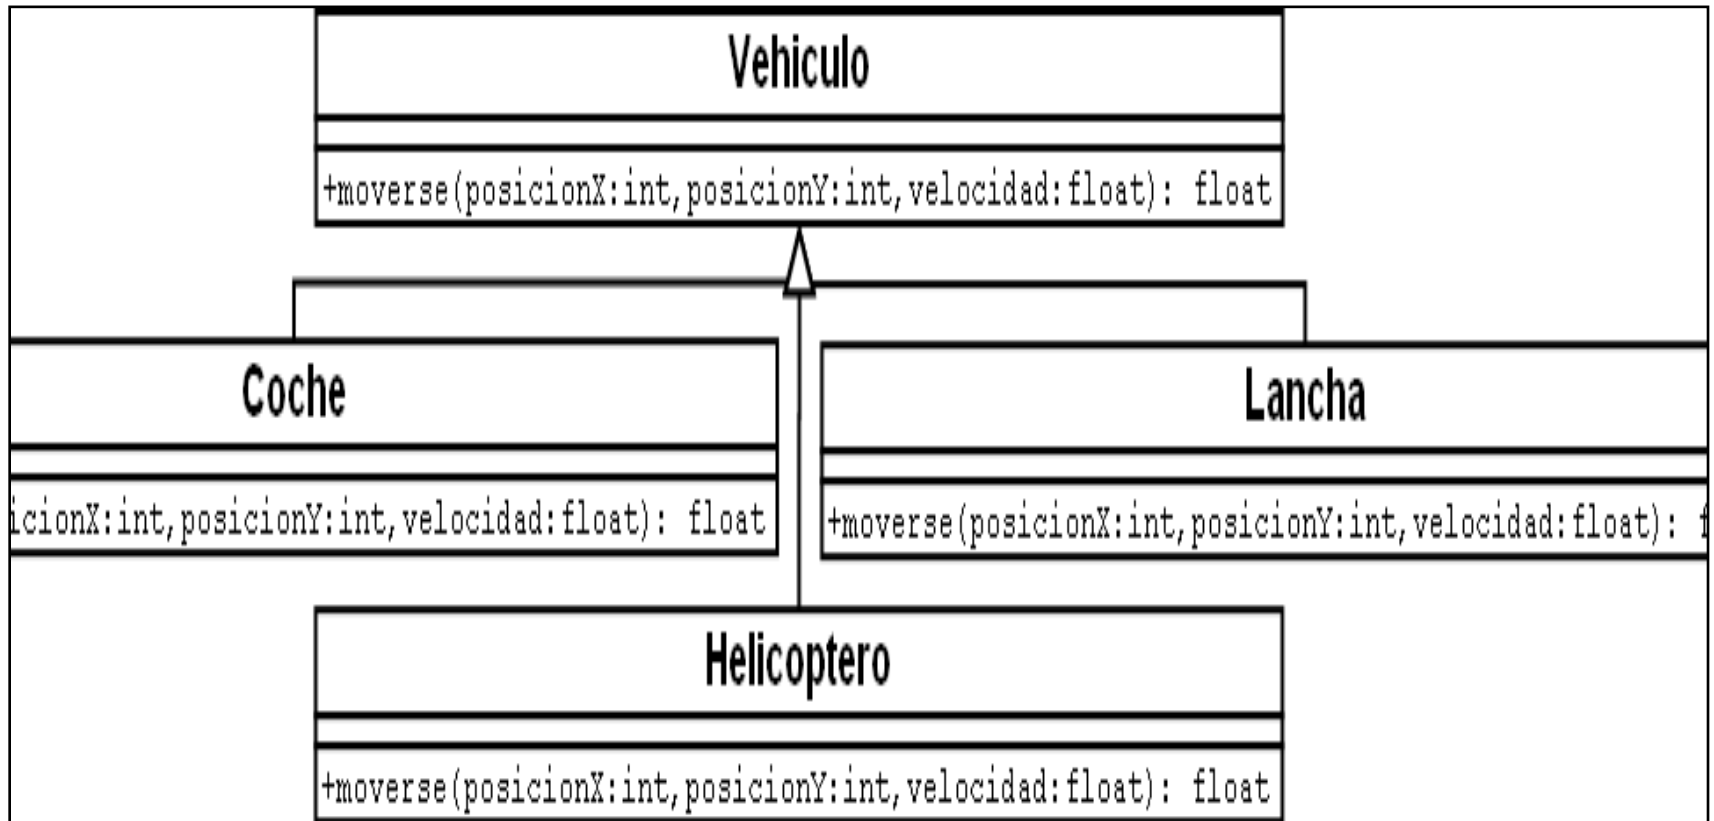 Vehiculo
+moverse(posicionX:int,posicionY:int,velocidad:float): float
Coche
icionX:int,posicionY:int,velocidad:float): float
Lancha
+moverse(posicionX:int,posicionY:int,velocidad:float): f
Helicoptero
+moverse(posicionX:int,posicionY:int,velocidad:float): float